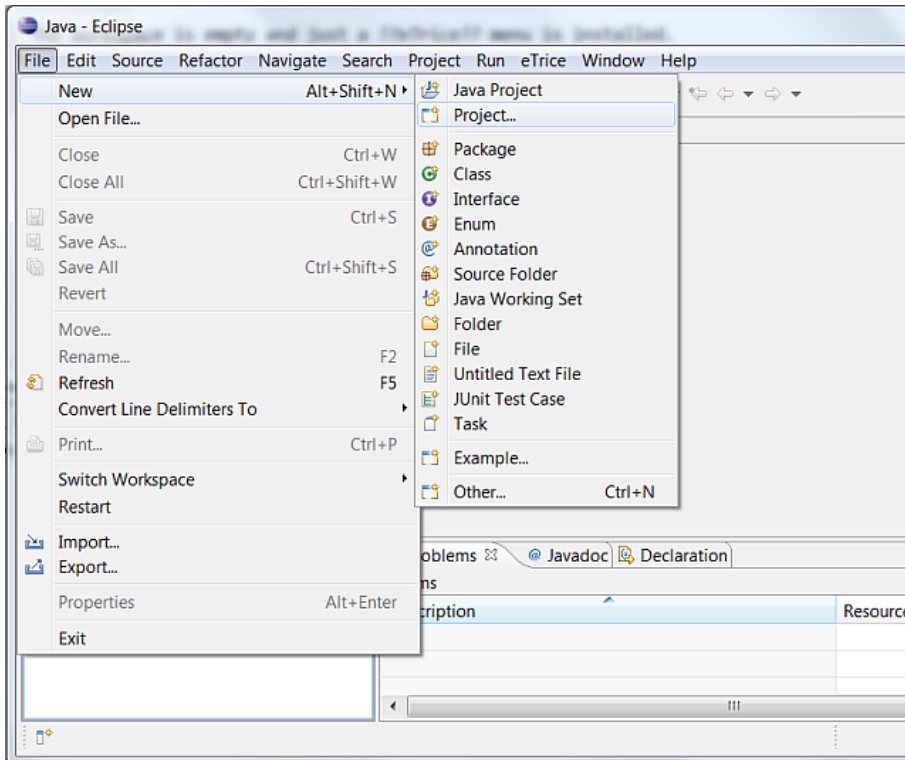 Java - Eclipse
File Edit Source Refactor Navigate Search Project Run eTrice Window Help
New Alt+Shift+N
Open File...
Close Ctrl+W
Close All Ctrl+Shift+W
Save Ctrl+S
Save As...
Save All Ctrl+Shift+S
Revert
Move...
Rename... F2
Refresh F5
Convert Line Delimiters To
Print... Ctrl+P
Switch Workspace
Restart
Import...
Export...
Properties Alt+Enter
Exit
Java Project
Project...
Package
Class
Interface
Enum
Annotation
Source Folder
Java Working Set
Folder
File
Untitled Text File
JUnit Test Case
Task
Example...
Other... Ctrl+N
oblems Javadoc Declaration
ms
cription Resourc